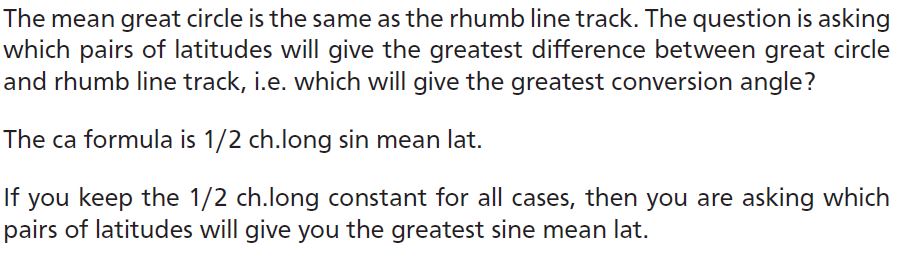 The mean great circle is the same as the rhumb line track. The question is asking
which pairs of latitudes will give the greatest difference between great circle
and rhumb line track, i.e. which will give the greatest conversion angle?
The ca formula is 1/2 ch.long sin mean lat.
If you keep the 1/2 ch.long constant for all cases, then you are asking which
pairs of latitudes will give you the greatest sine mean lat.